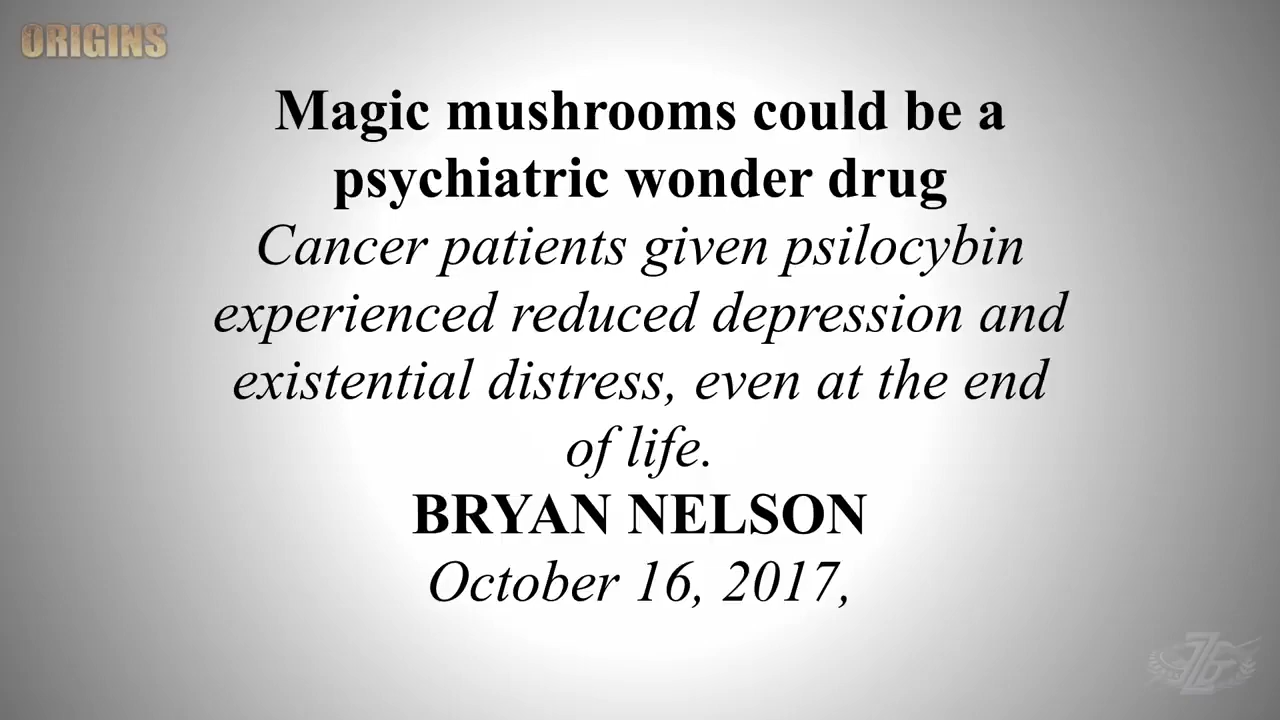 ORIGINS
Magic mushrooms could be a
psychiatric wonder drug
Cancer patients given psilocybin
experienced reduced depression and
existential distress, even at the end
of life.
BRYAN NELSON
October 16, 2017,